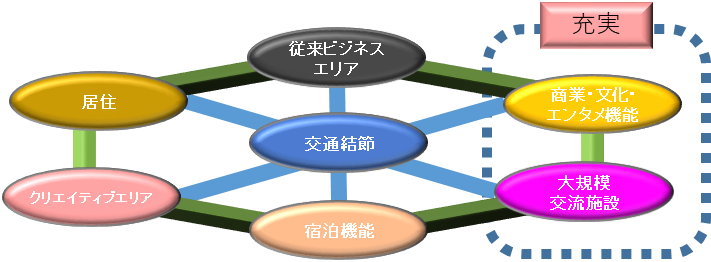 充実
従来ビジネス
エリア
居住
商業・文化・
エンタメ機能
交通結節
クリエイティブエリア
大規模
交流施設
宿泊機能